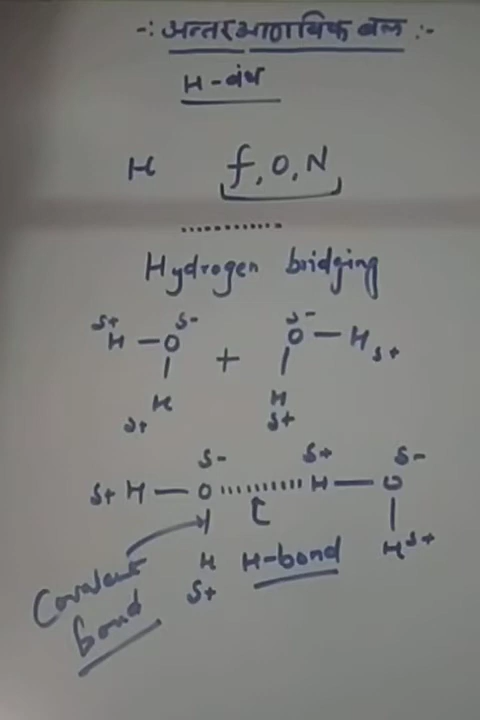 -: अन्तरआणविक बल :-
H-बंध
H f, O, N
Hydrogen bridging
S+ S- S-
H — O + O — H S+
H H
S+ S+
S- S+ S-
S+ H — O ......... H — O
H H-bond H S+
S+
Covalent
bond